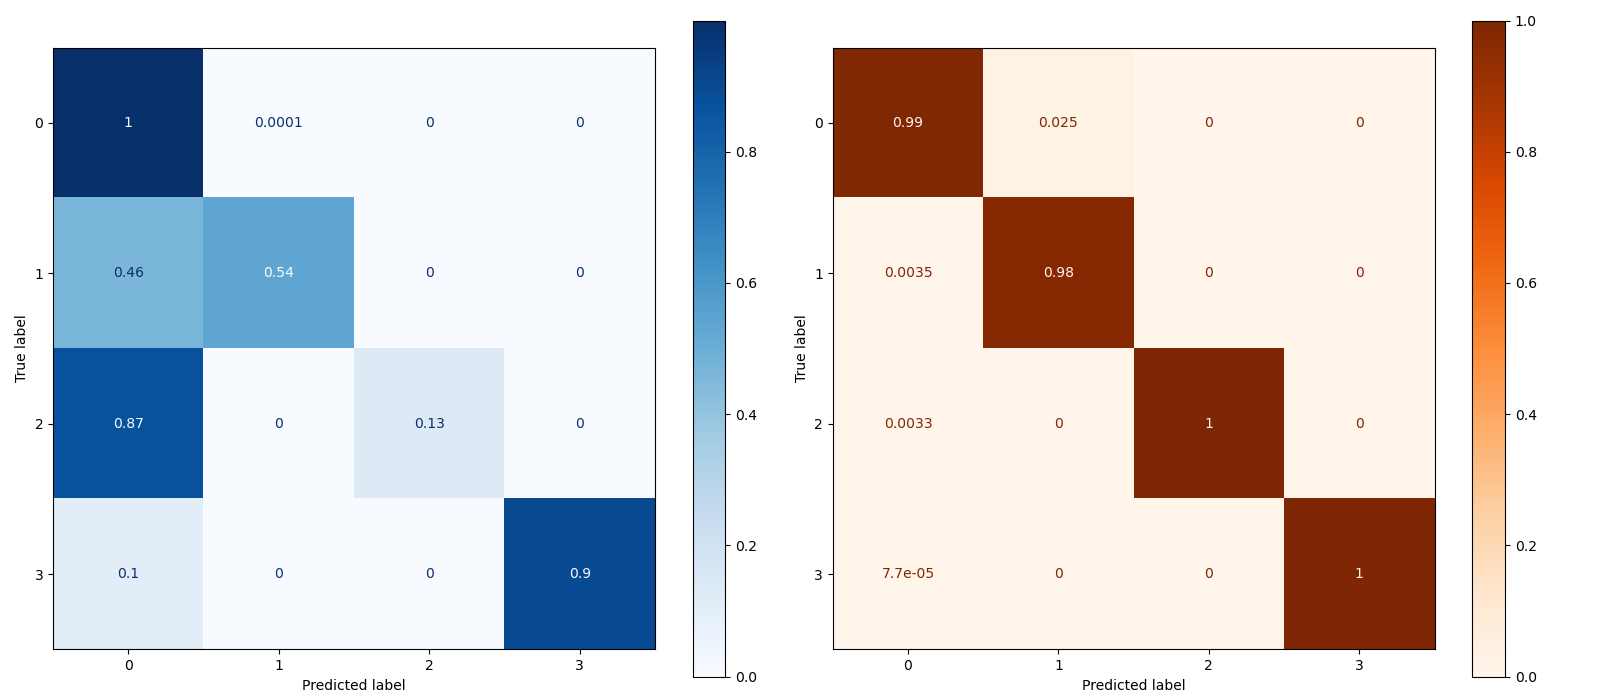 0 1 0.0001 0 0
1 0.46 0.54 0 0
2 0.87 0 0.13 0
3 0.1 0 0 0.9
0 1 2 3
True label
Predicted label
0.8
0.6
0.4
0.2
0.0
0 0.99 0.025 0 0
1 0.0035 0.98 0 0
2 0.0033 0 1 0
3 7.7e-05 0 0 1
0 1 2 3
True label
Predicted label
1.0
0.8
0.6
0.4
0.2
0.0